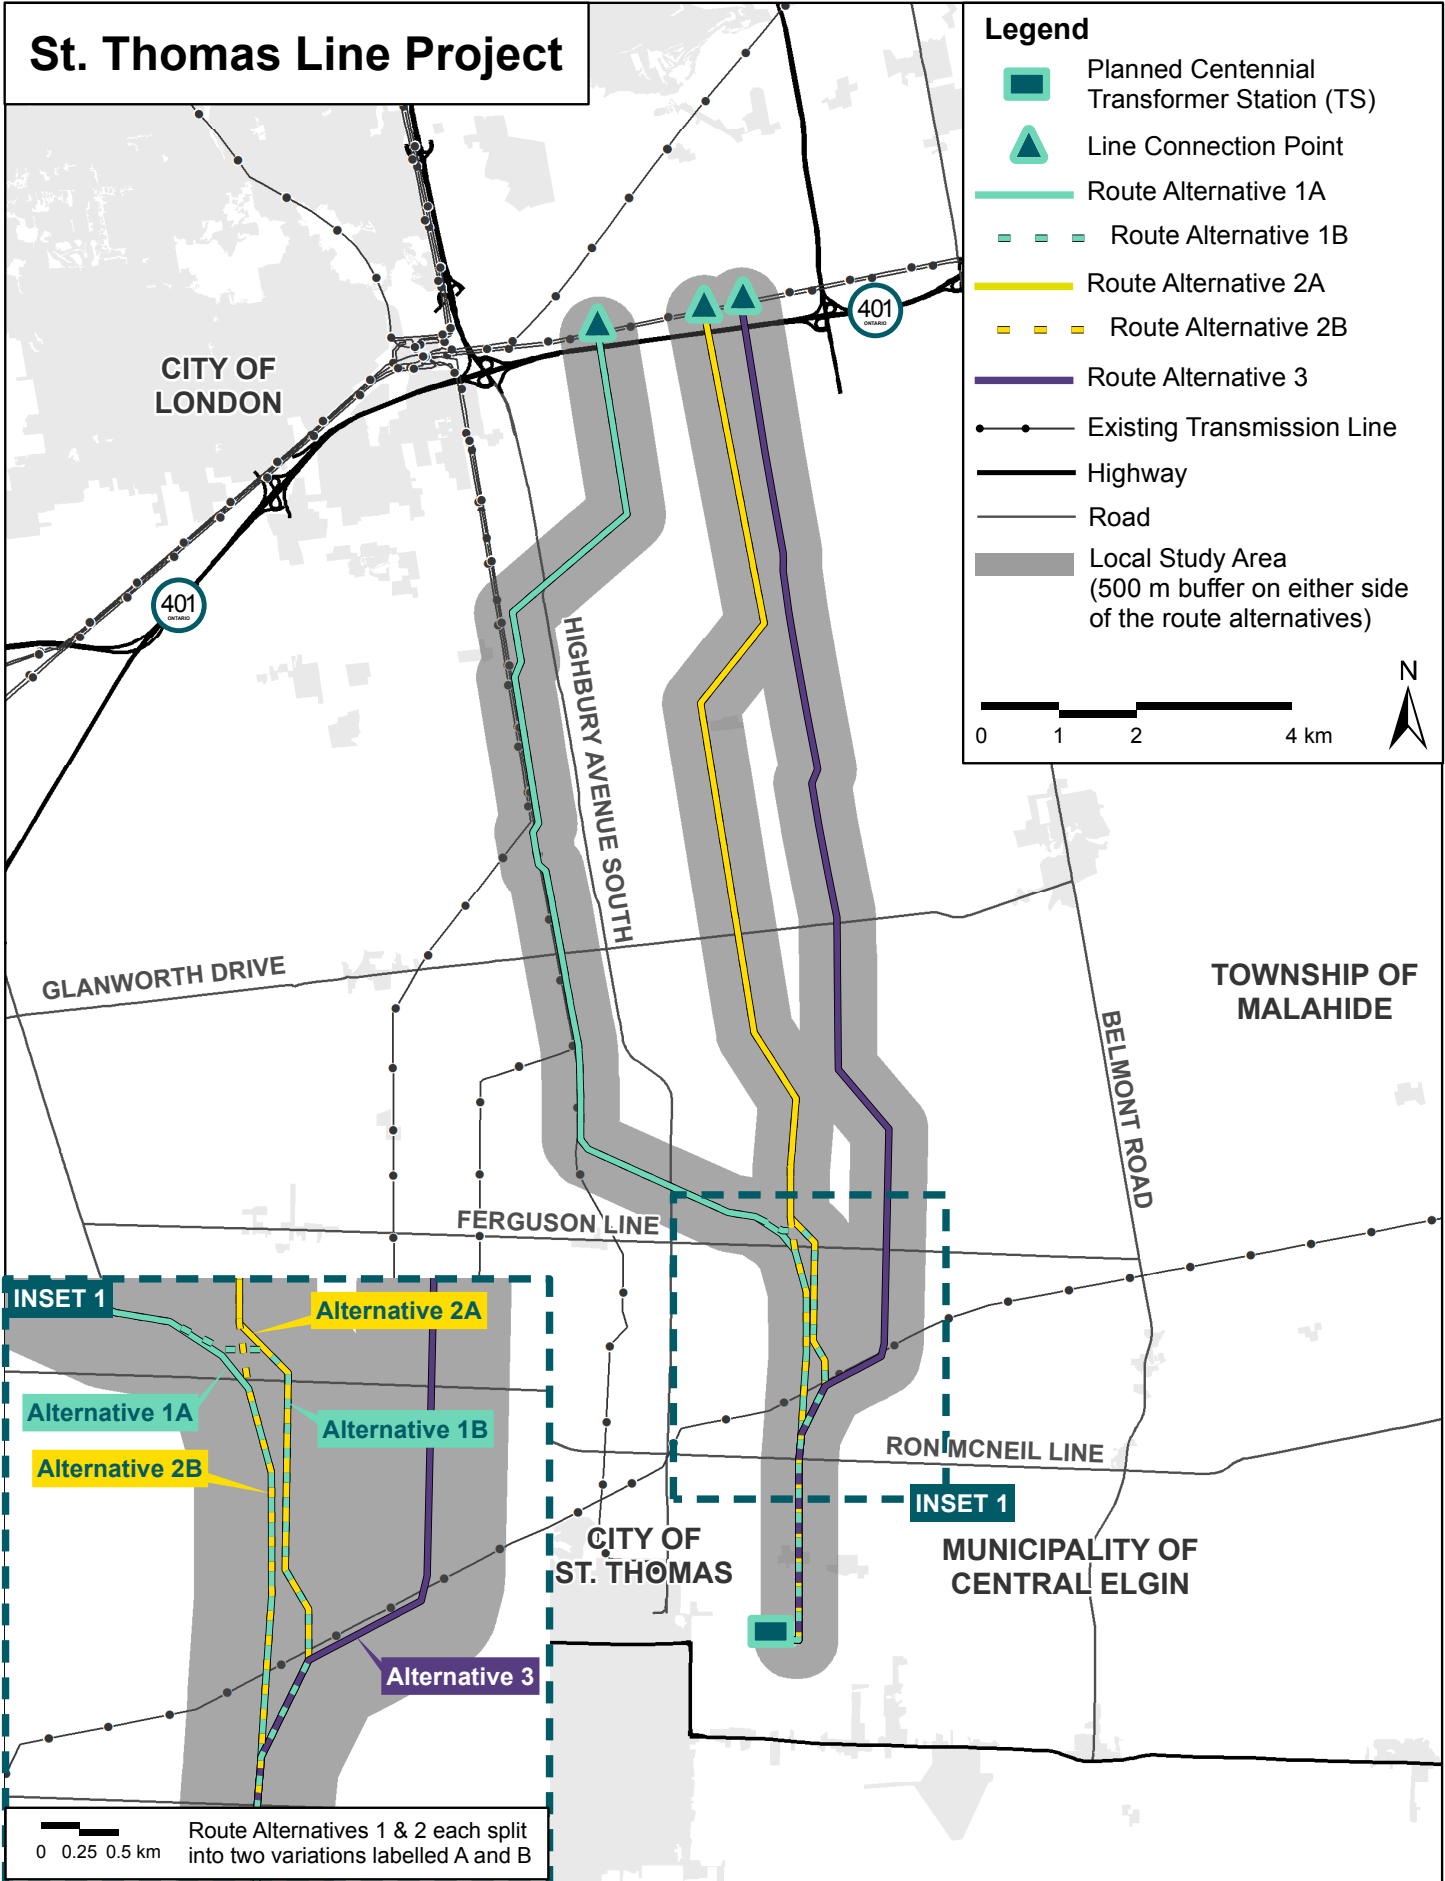 St. Thomas Line Project
Legend
Planned Centennial
Transformer Station (TS)
Line Connection Point
Route Alternative 1A
Route Alternative 1B
Route Alternative 2A
Route Alternative 2B
Route Alternative 3
Existing Transmission Line
Highway
Road
Local Study Area
(500 m buffer on either side
of the route alternatives)
N
0 1 2 4 km
401
ONTARIO
CITY OF
LONDON
401
ONTARIO
HIGHBURY AVENUE SOUTH
GLANWORTH DRIVE
TOWNSHIP OF
MALAHIDE
BELMONT ROAD
FERGUSON LINE
INSET 1
Alternative 2A
Alternative 1A
Alternative 1B
Alternative 2B
Alternative 3
RON MCNEIL LINE
INSET 1
CITY OF
ST. THOMAS
MUNICIPALITY OF
CENTRAL ELGIN
0 0.25 0.5 km
Route Alternatives 1 & 2 each split
into two variations labelled A and B